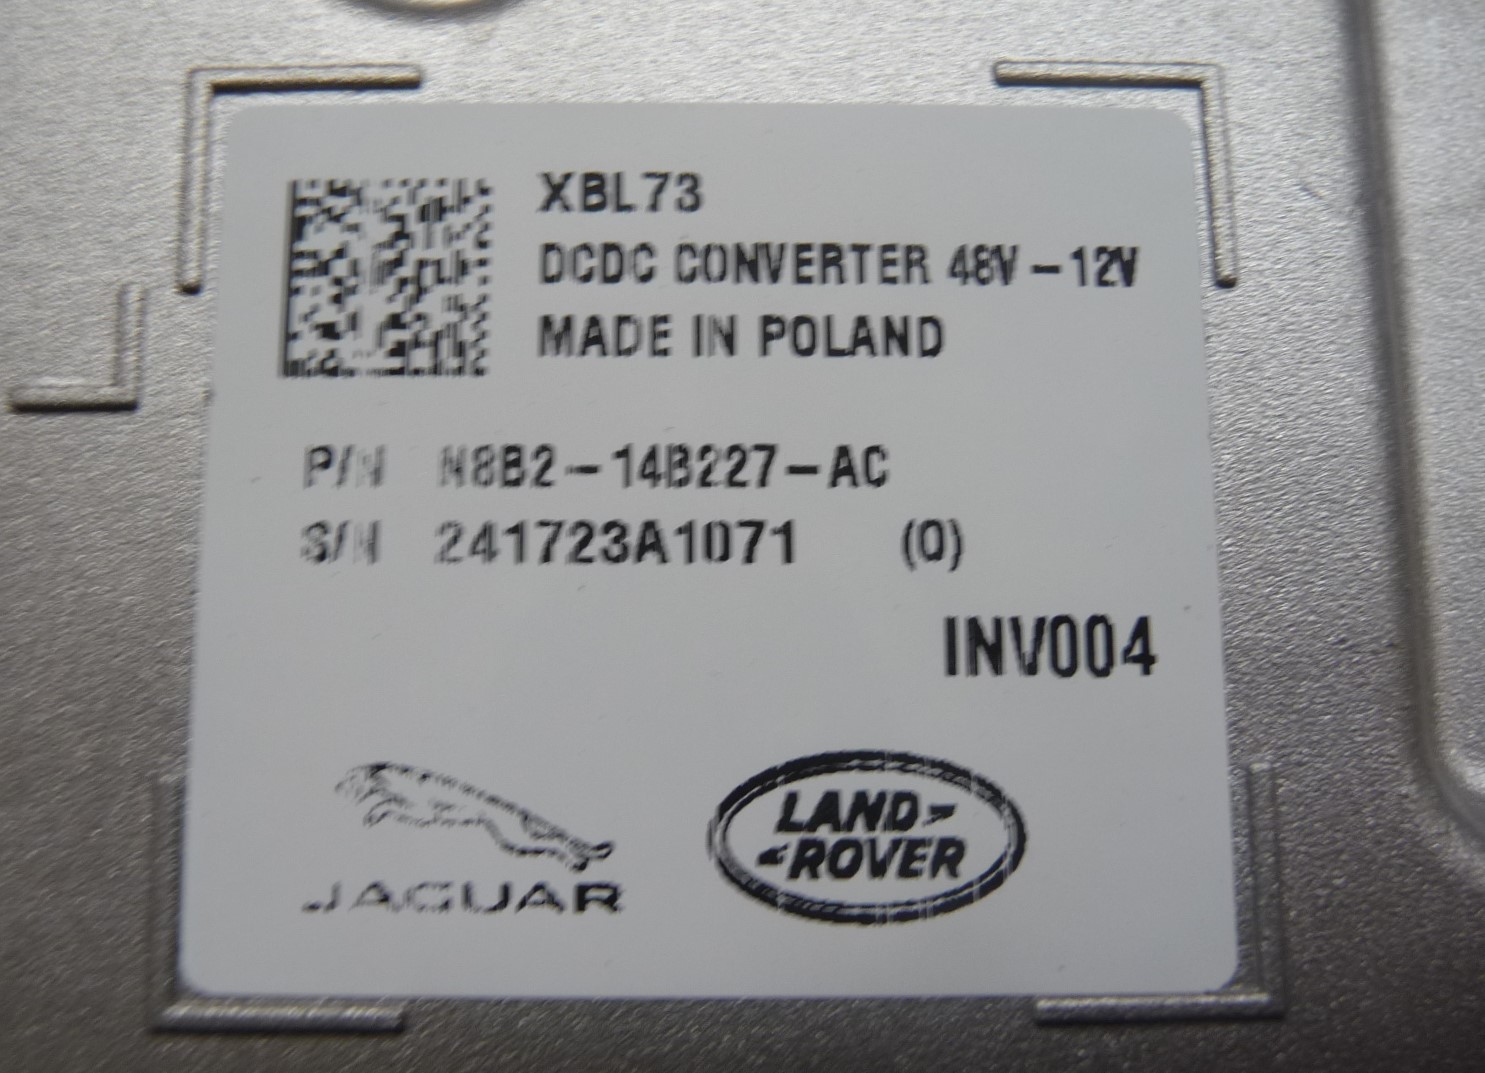 XBL73
DCDC CONVERTER 48V-12V
MADE IN POLAND
P/N N8B2-14B227-AC
S/N 241723A1071 (0)
INV004
JAGUAR
LAND-
ROVER